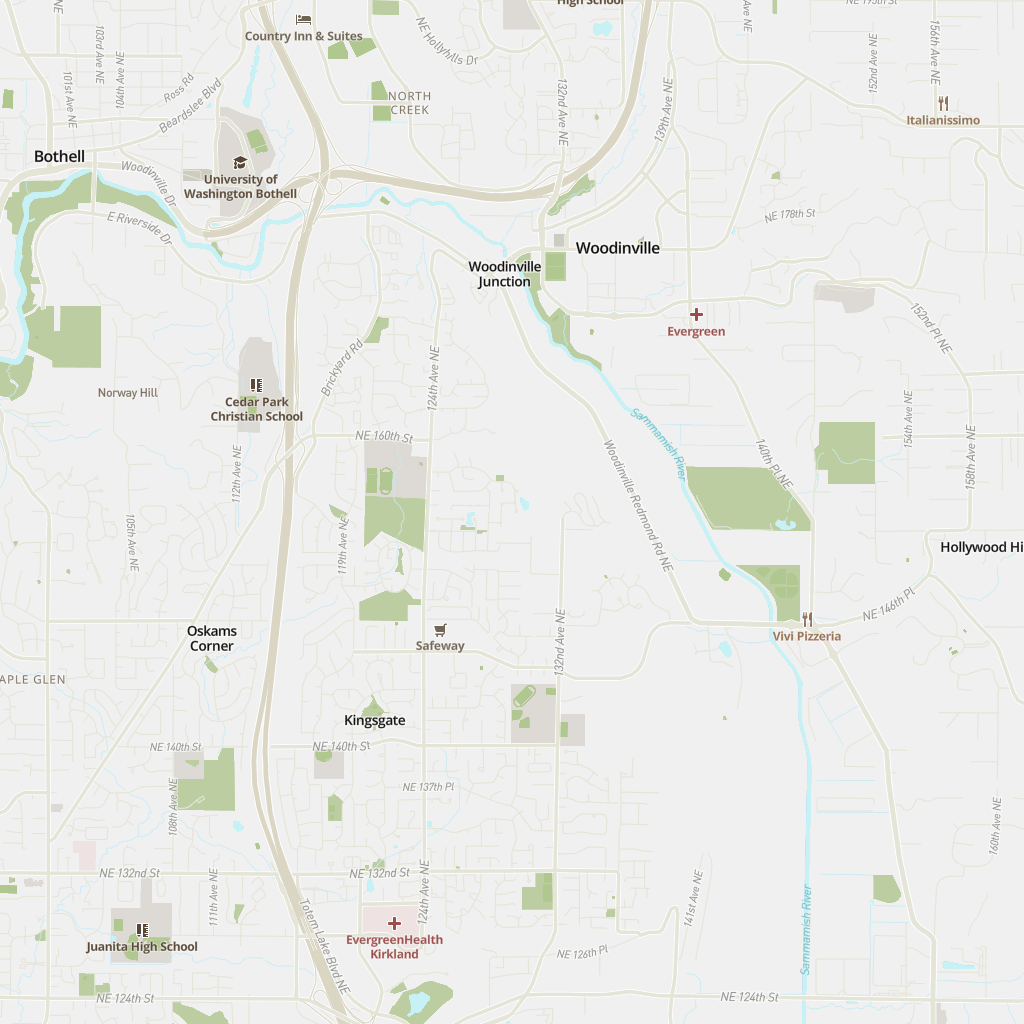 High School
NE 195th St
Country Inn & Suites
NE Hollyhills Dr
103rd Ave NE
104th Ave NE
101st Ave NE
Ross Rd
Beardslee Blvd
NORTH
CREEK
132nd Ave NE
139th Ave NE
152nd Ave NE
156th Ave NE
Italianissimo
Bothell
Woodinville Dr
University of
Washington Bothell
E Riverside Dr
NE 178th St
Woodinville
Woodinville
Junction
Evergreen
152nd Pl NE
Brickyard Rd
124th Ave NE
Norway Hill
Cedar Park
Christian School
NE 160th St
Sammamish River
154th Ave NE
158th Ave NE
140th Pl NE
112th Ave NE
Woodinville Redmond Rd NE
105th Ave NE
119th Ave NE
Hollywood Hi
NE 146th Pl
Oskams
Corner
Safeway
Vivi Pizzeria
132nd Ave NE
APLE GLEN
Kingsgate
NE 140th St
NE 140th St
NE 137th Pl
108th Ave NE
160th Ave NE
NE 132nd St
NE 132nd St
111th Ave NE
124th Ave NE
141st Ave NE
Sammamish River
Totem Lake Blvd NE
Juanita High School
EvergreenHealth
Kirkland
NE 126th Pl
NE 124th St
NE 124th St